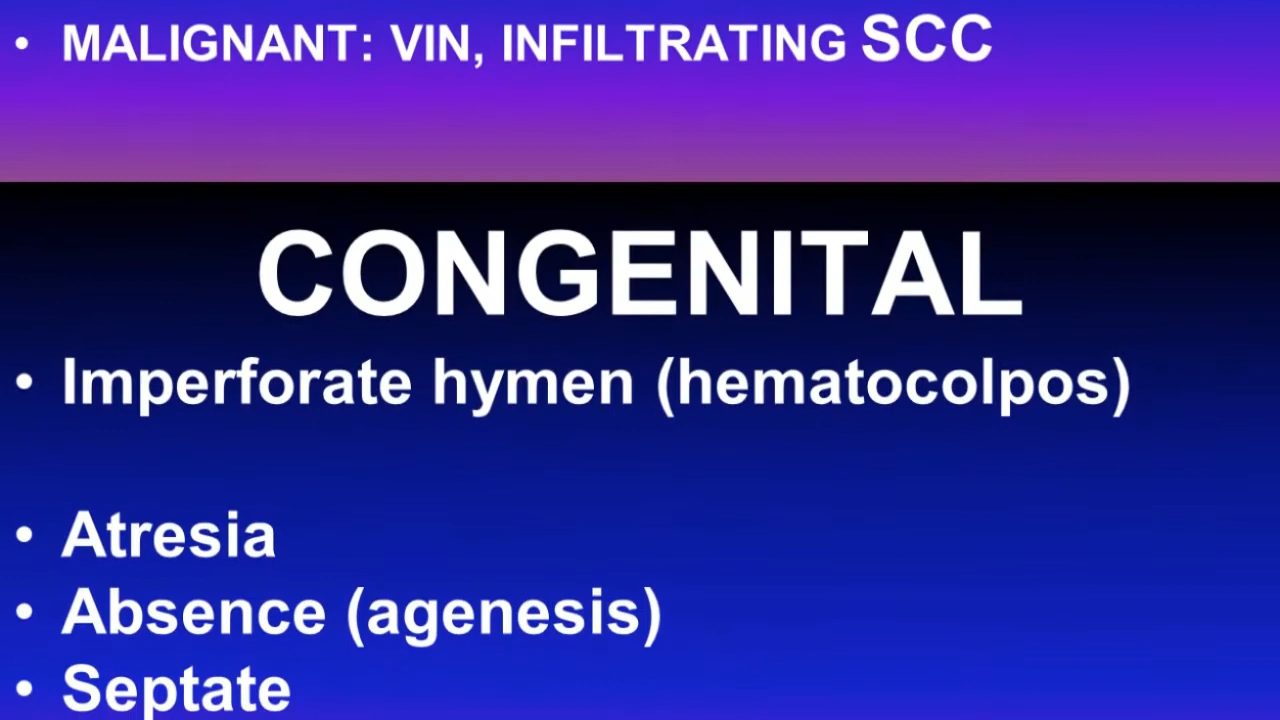 • MALIGNANT: VIN, INFILTRATING SCC
CONGENITAL
• Imperforate hymen (hematocolpos)
• Atresia
• Absence (agenesis)
• Septate